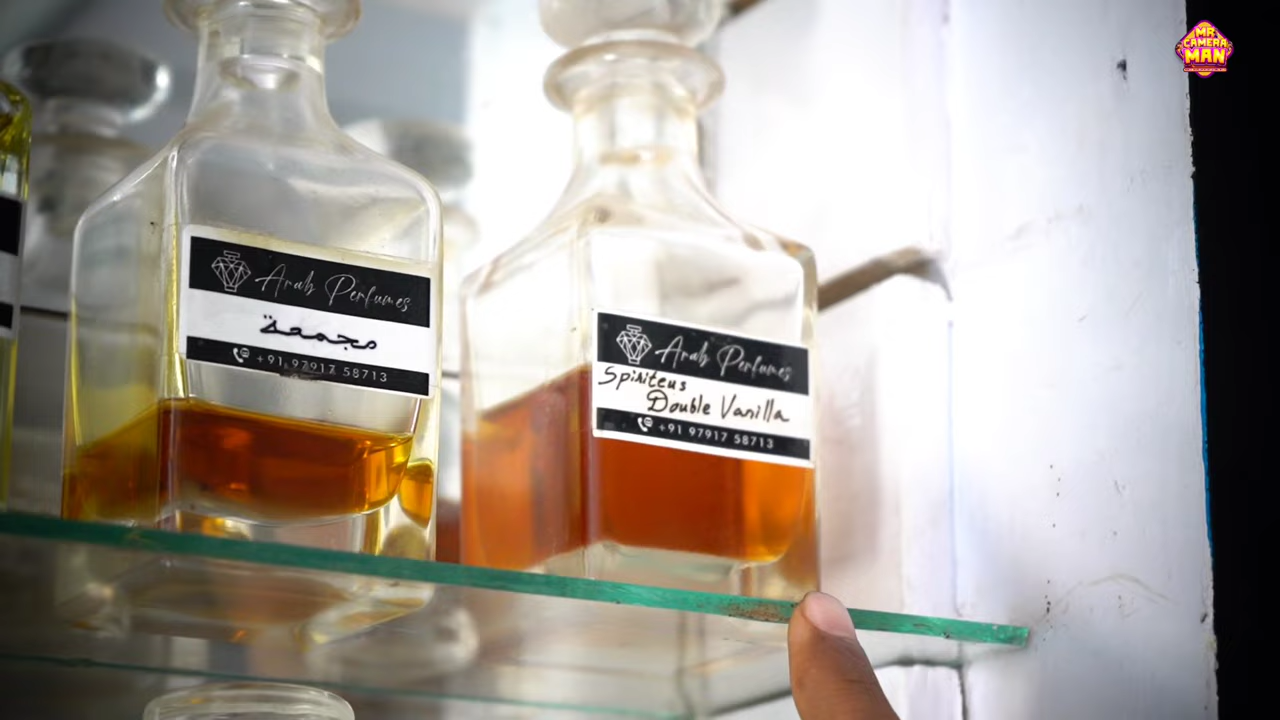 MR
CAMERA
MAN
Arab Perfumes
مجمعة
+91 97917 58713
Arab Perfumes
Spiriteus
Double Vanilla
+91 97917 58713